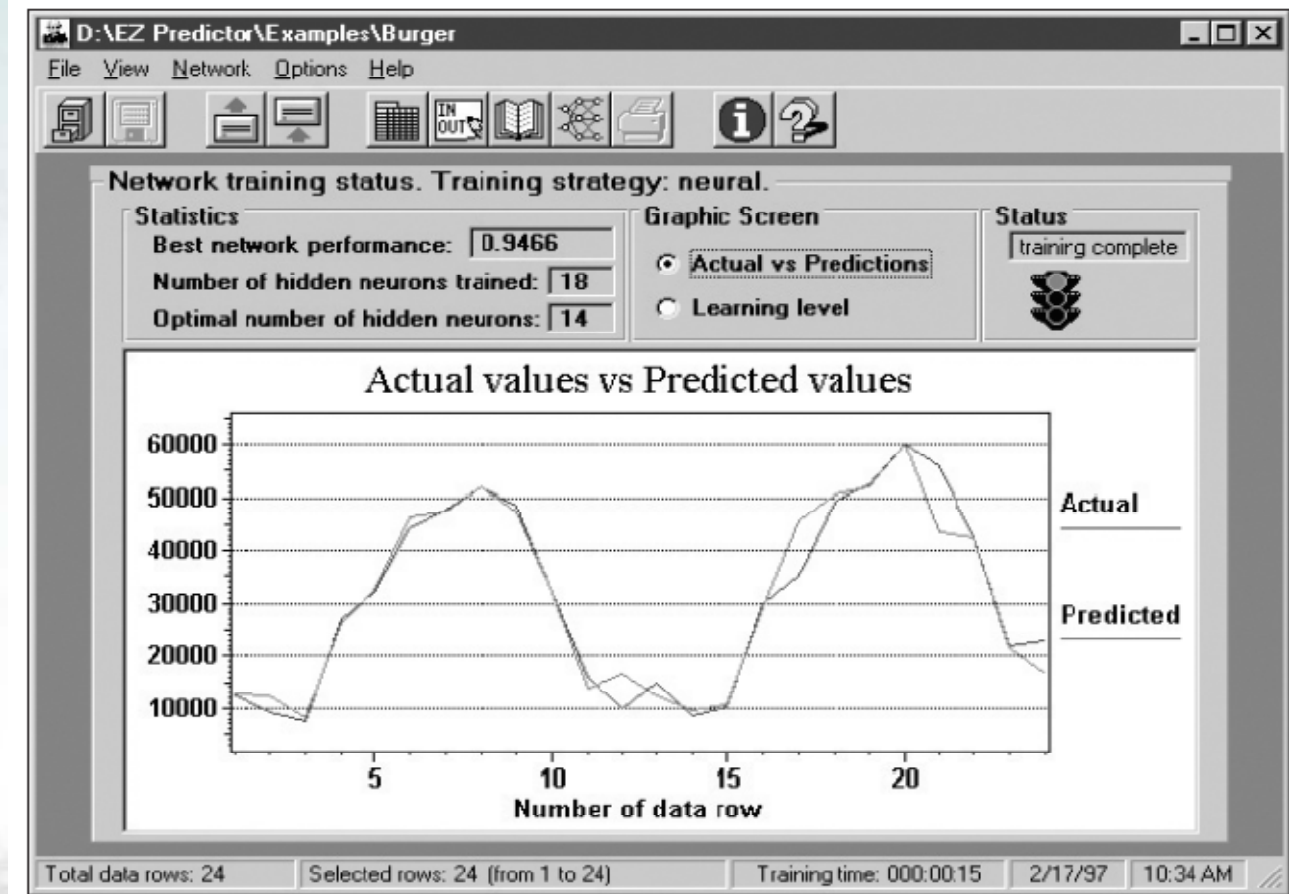 D:\EZ Predictor\Examples\Burger
File View Network Options Help
IN
OUT
Network training status. Training strategy: neural.
Statistics
Best network performance: 0.9466
Number of hidden neurons trained: 18
Optimal number of hidden neurons: 14
Graphic Screen
Actual vs Predictions
Learning level
Status
training complete
Actual values vs Predicted values
60000
50000
40000
30000
20000
10000
5 10 15 20
Number of data row
Actual
Predicted
Total data rows: 24 Selected rows: 24 (from 1 to 24) Training time: 000:00:15 2/17/97 10:34 AM